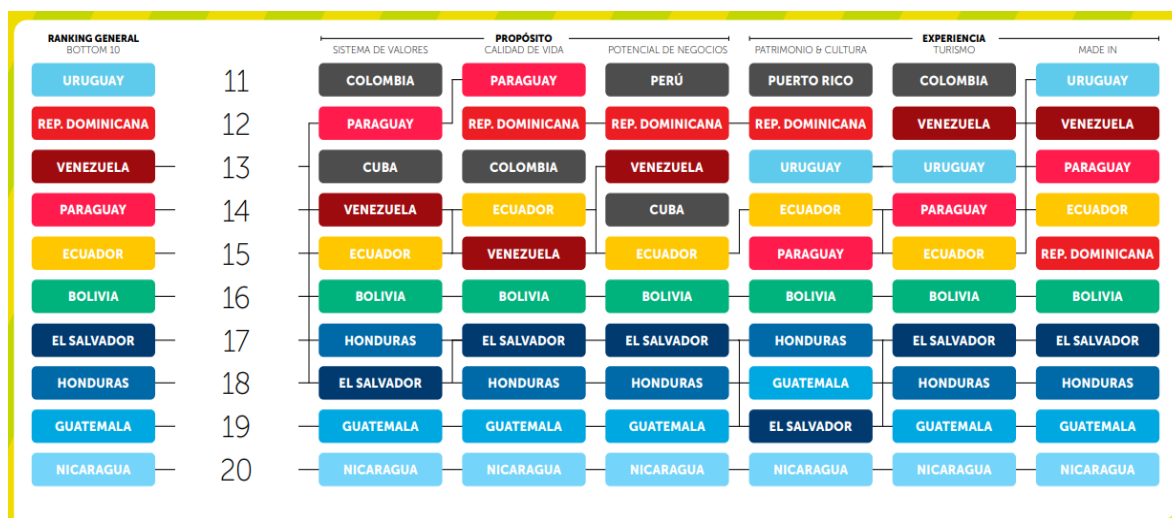 RANKING GENERAL
BOTTOM 10
PROPÓSITO
EXPERIENCIA
SISTEMA DE VALORES CALIDAD DE VIDA POTENCIAL DE NEGOCIOS PATRIMONIO & CULTURA TURISMO MADE IN
URUGUAY 11 COLOMBIA PARAGUAY PERÚ PUERTO RICO COLOMBIA URUGUAY
REP. DOMINICANA 12 PARAGUAY REP. DOMINICANA REP. DOMINICANA REP. DOMINICANA VENEZUELA VENEZUELA
VENEZUELA 13 CUBA COLOMBIA VENEZUELA URUGUAY URUGUAY PARAGUAY
PARAGUAY 14 VENEZUELA ECUADOR CUBA ECUADOR PARAGUAY ECUADOR
ECUADOR 15 ECUADOR VENEZUELA ECUADOR PARAGUAY ECUADOR REP. DOMINICANA
BOLIVIA 16 BOLIVIA BOLIVIA BOLIVIA BOLIVIA BOLIVIA BOLIVIA
EL SALVADOR 17 HONDURAS EL SALVADOR EL SALVADOR HONDURAS EL SALVADOR EL SALVADOR
HONDURAS 18 EL SALVADOR HONDURAS HONDURAS GUATEMALA HONDURAS HONDURAS
GUATEMALA 19 GUATEMALA GUATEMALA GUATEMALA EL SALVADOR GUATEMALA GUATEMALA
NICARAGUA 20 NICARAGUA NICARAGUA NICARAGUA NICARAGUA NICARAGUA NICARAGUA